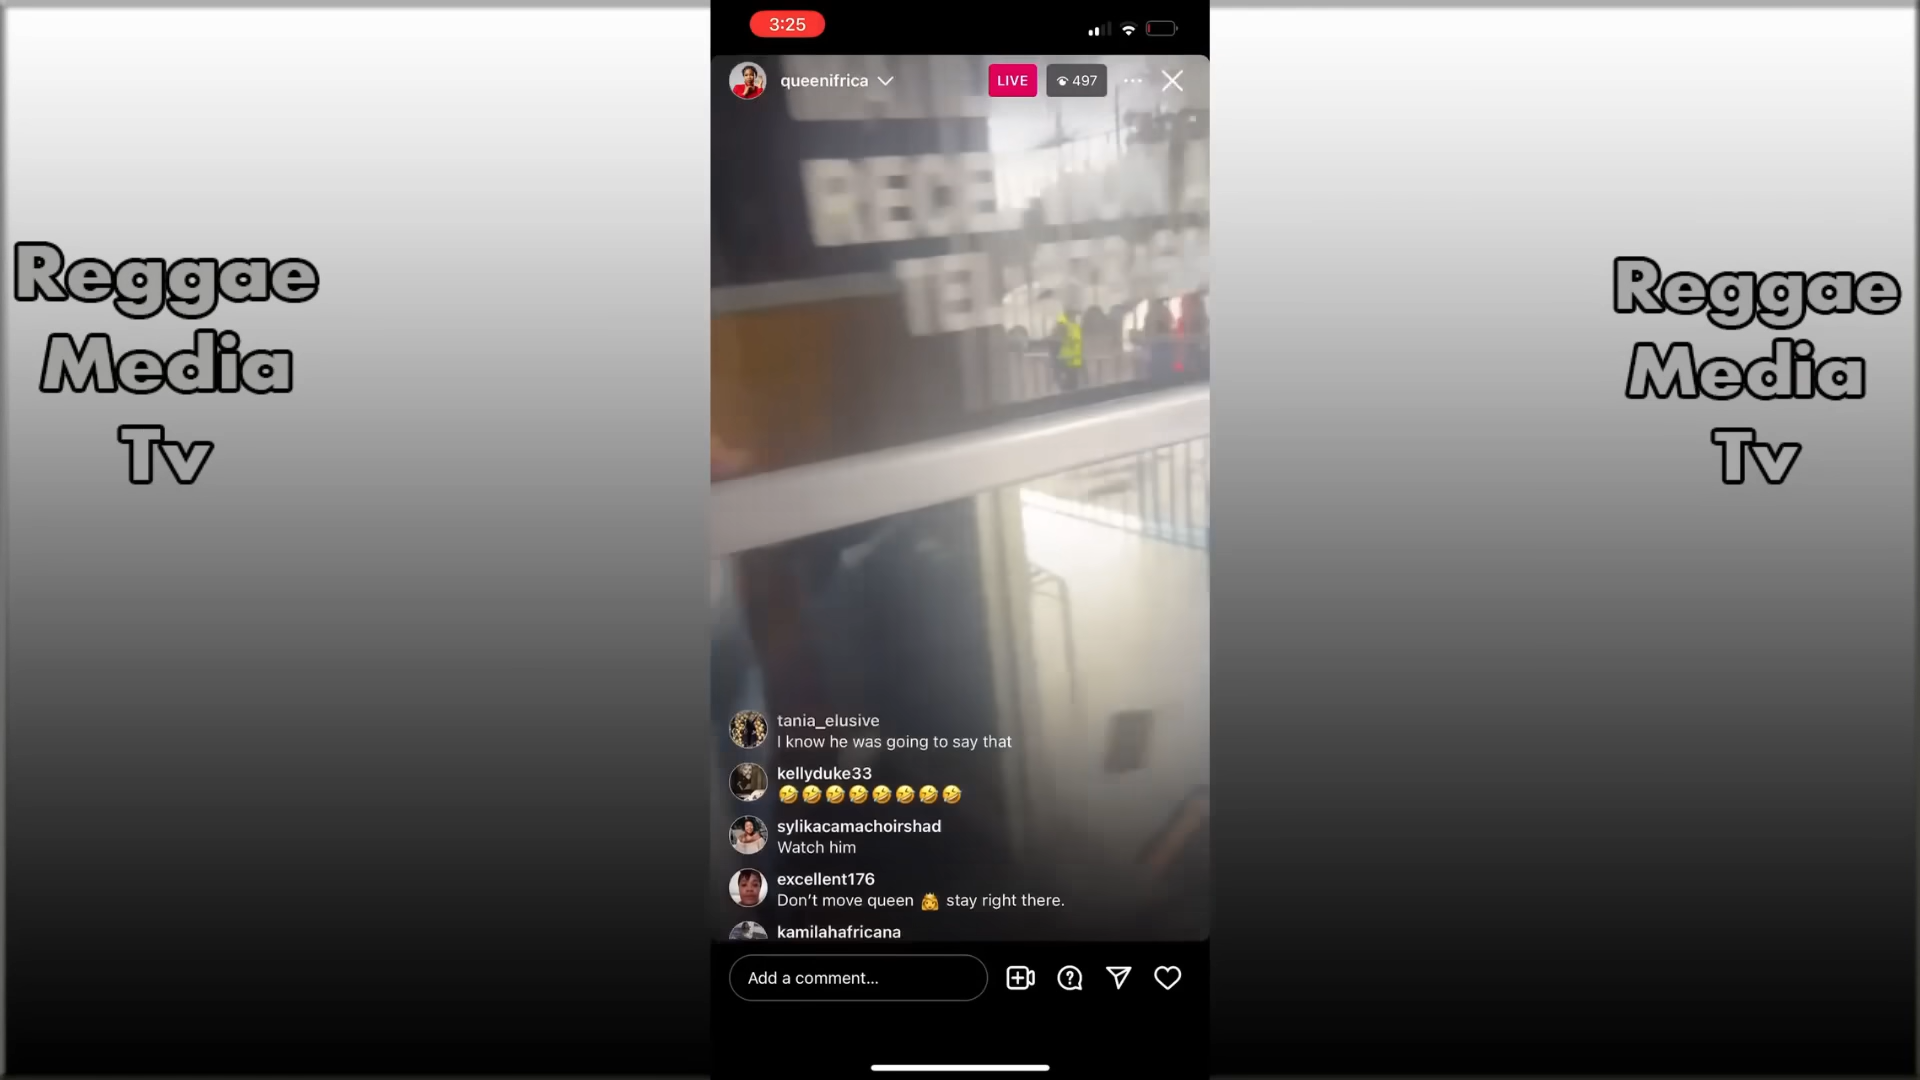 3:25
queenifrica
LIVE
497
Reggae
Media
Tv
Reggae
Media
Tv
tania_elusive
I know he was going to say that
kellyduke33
🤣🤣🤣🤣🤣🤣🤣🤣
sylikacamachoirshad
Watch him
excellent176
Don’t move queen 👸 stay right there.
kamilahafricana
Add a comment...